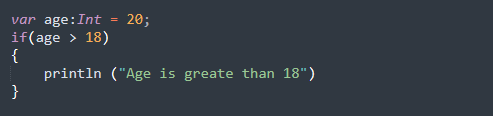 var age:Int = 20;
if(age > 18)
{
    println ("Age is greate than 18")
}